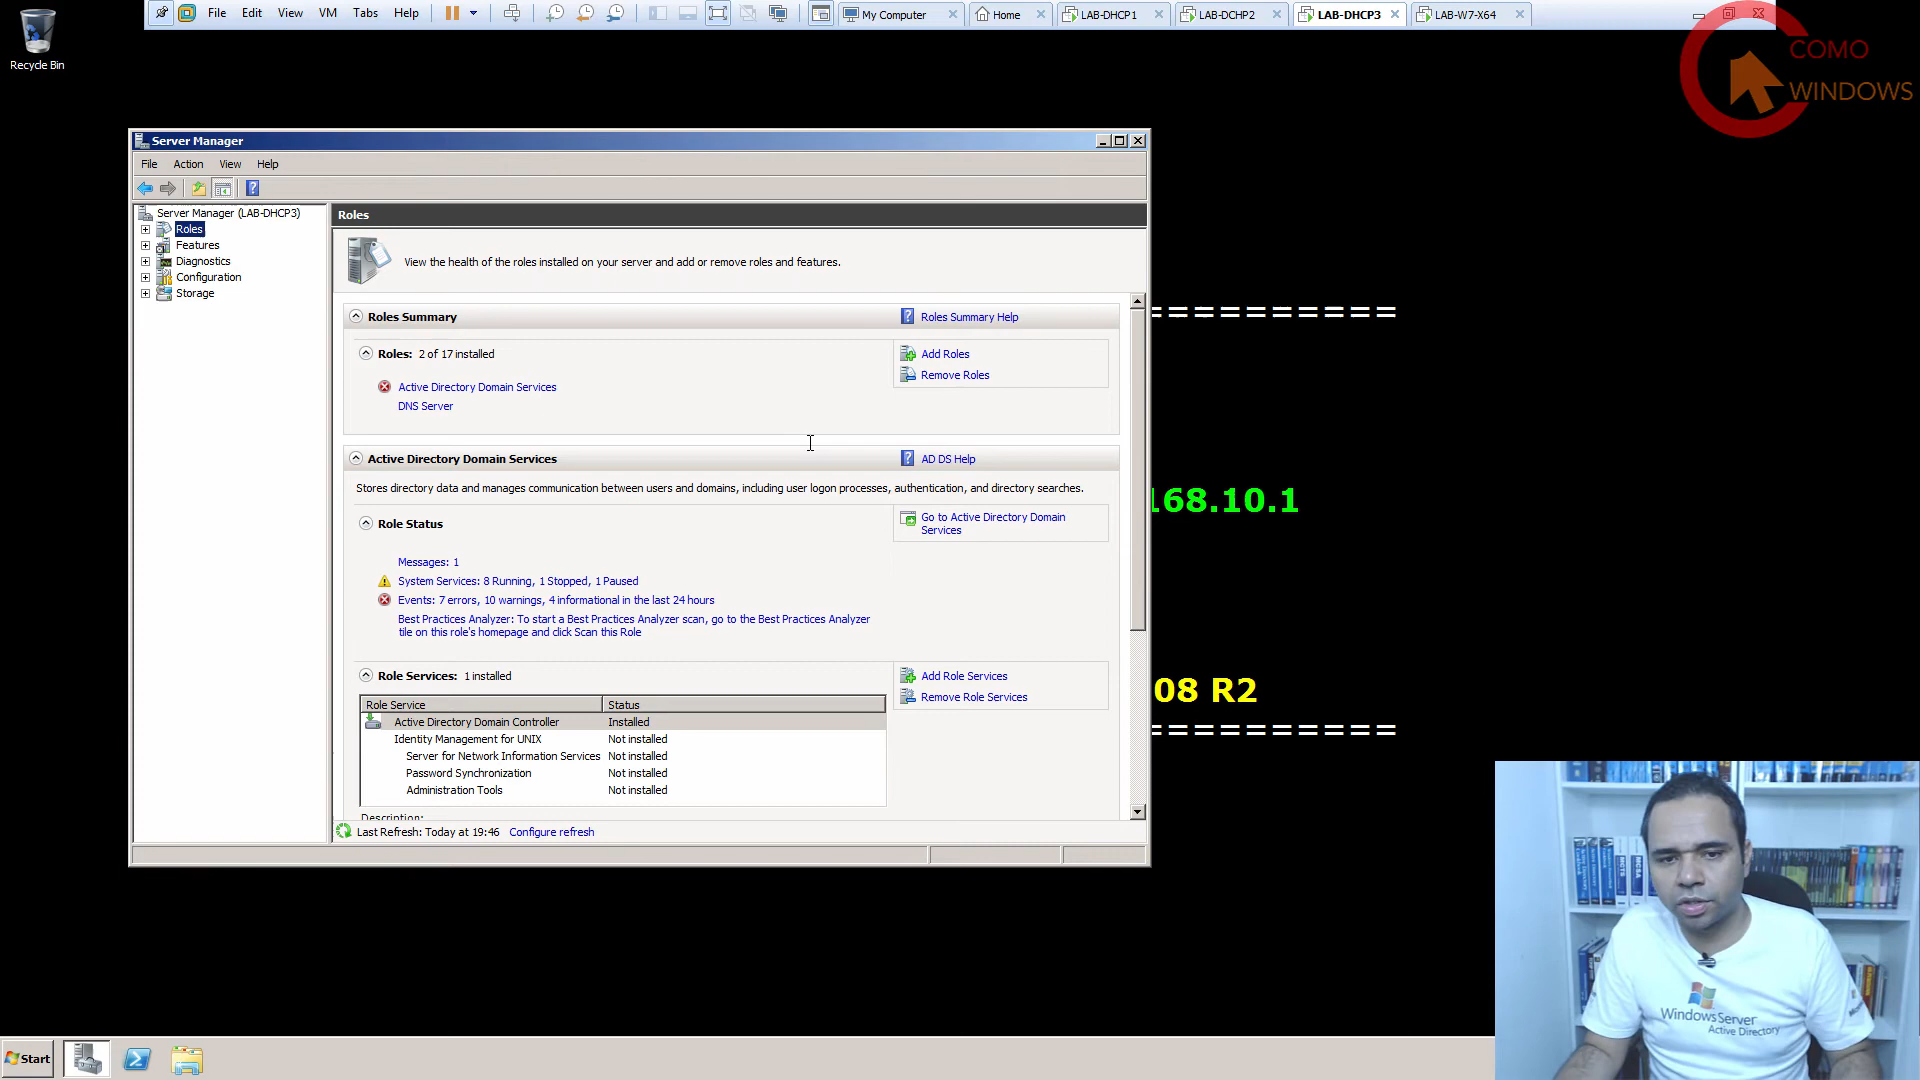 File Edit View VM Tabs Help
My Computer Home LAB-DHCP1 LAB-DCHP2 LAB-DHCP3 LAB-W7-X64
Recycle Bin
COMO
WINDOWS
Server Manager
File Action View Help
Server Manager (LAB-DHCP3)
Roles
Features
Diagnostics
Configuration
Storage
Roles
View the health of the roles installed on your server and add or remove roles and features.
Roles Summary
Roles Summary Help
Roles: 2 of 17 installed
Add Roles
Remove Roles
Active Directory Domain Services
DNS Server
Active Directory Domain Services
AD DS Help
Stores directory data and manages communication between users and domains, including user logon processes, authentication, and directory searches.
Role Status
Go to Active Directory Domain
Services
Messages: 1
System Services: 8 Running, 1 Stopped, 1 Paused
Events: 7 errors, 10 warnings, 4 informational in the last 24 hours
Best Practices Analyzer: To start a Best Practices Analyzer scan, go to the Best Practices Analyzer
tile on this role's homepage and click Scan this Role
Role Services: 1 installed
Add Role Services
Remove Role Services
Role Service Status
Active Directory Domain Controller Installed
Identity Management for UNIX Not installed
Server for Network Information Services Not installed
Password Synchronization Not installed
Administration Tools Not installed
Description:
Last Refresh: Today at 19:46 Configure refresh
==========
168.10.1
08 R2
==========
Start
MCTS
MCSA
Windows Server
Active Directory